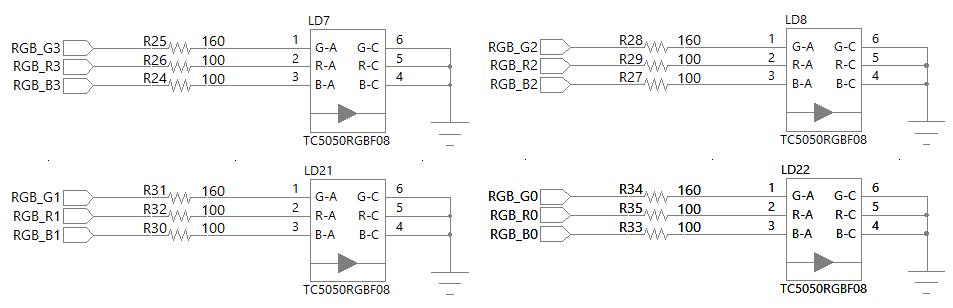 LD7
RGB_G3 R25 160 1 G-A G-C 6
RGB_R3 R26 100 2 R-A R-C 5
RGB_B3 R24 100 3 B-A B-C 4
TC5050RGBF08
LD8
RGB_G2 R28 160 1 G-A G-C 6
RGB_R2 R29 100 2 R-A R-C 5
RGB_B2 R27 100 3 B-A B-C 4
TC5050RGBF08
LD21
RGB_G1 R31 160 1 G-A G-C 6
RGB_R1 R32 100 2 R-A R-C 5
RGB_B1 R30 100 3 B-A B-C 4
TC5050RGBF08
LD22
RGB_G0 R34 160 1 G-A G-C 6
RGB_R0 R35 100 2 R-A R-C 5
RGB_B0 R33 100 3 B-A B-C 4
TC5050RGBF08